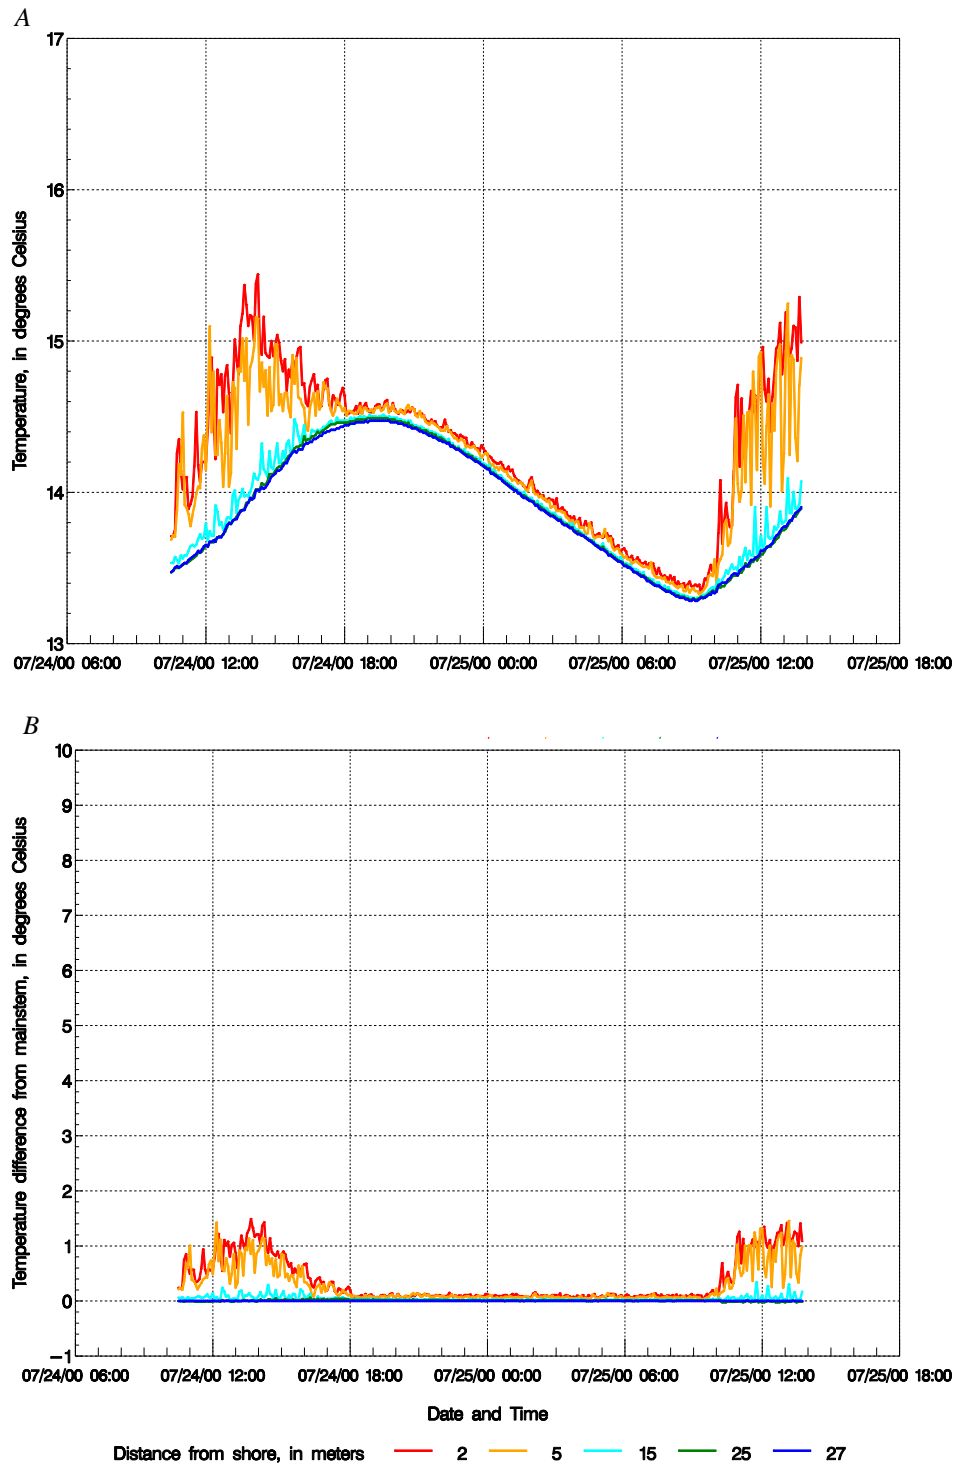 A
Temperature, in degrees Celsius
17
16
15
14
13
07/24/00 06:00 07/24/00 12:00 07/24/00 18:00 07/25/00 00:00 07/25/00 06:00 07/25/00 12:00 07/25/00 18:00
B
Temperature difference from mainstem, in degrees Celsius
10
9
8
7
6
5
4
3
2
1
0
−1
07/24/00 06:00 07/24/00 12:00 07/24/00 18:00 07/25/00 00:00 07/25/00 06:00 07/25/00 12:00 07/25/00 18:00
Date and Time
Distance from shore, in meters 2 5 15 25 27